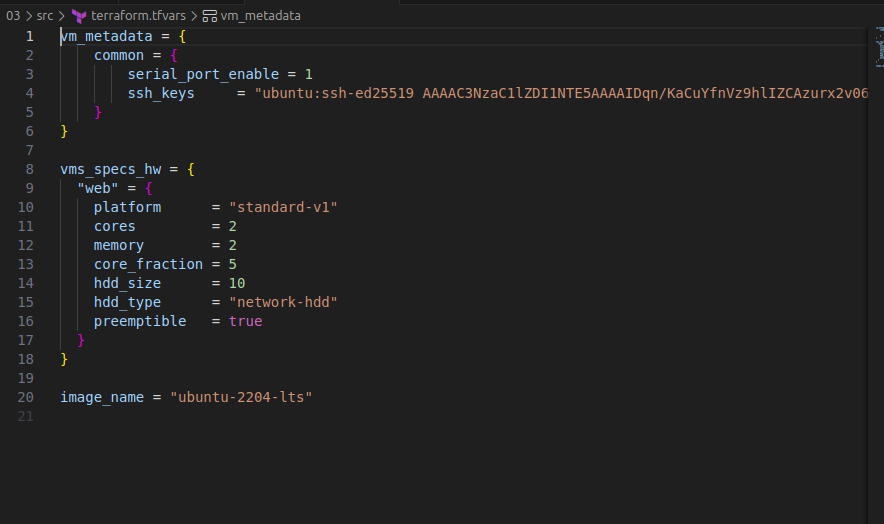 03 > src > terraform.tfvars > vm_metadata
1 vm_metadata = {
2     common = {
3         serial_port_enable = 1
4         ssh_keys     = "ubuntu:ssh-ed25519 AAAAC3NzaC1lZDI1NTE5AAAAIDqn/KaCuYfnVz9hlIZCAzurx2v06
5     }
6 }
7
8 vms_specs_hw = {
9   "web" = {
10     platform      = "standard-v1"
11     cores         = 2
12     memory        = 2
13     core_fraction = 5
14     hdd_size      = 10
15     hdd_type      = "network-hdd"
16     preemptible   = true
17   }
18 }
19
20 image_name = "ubuntu-2204-lts"
21